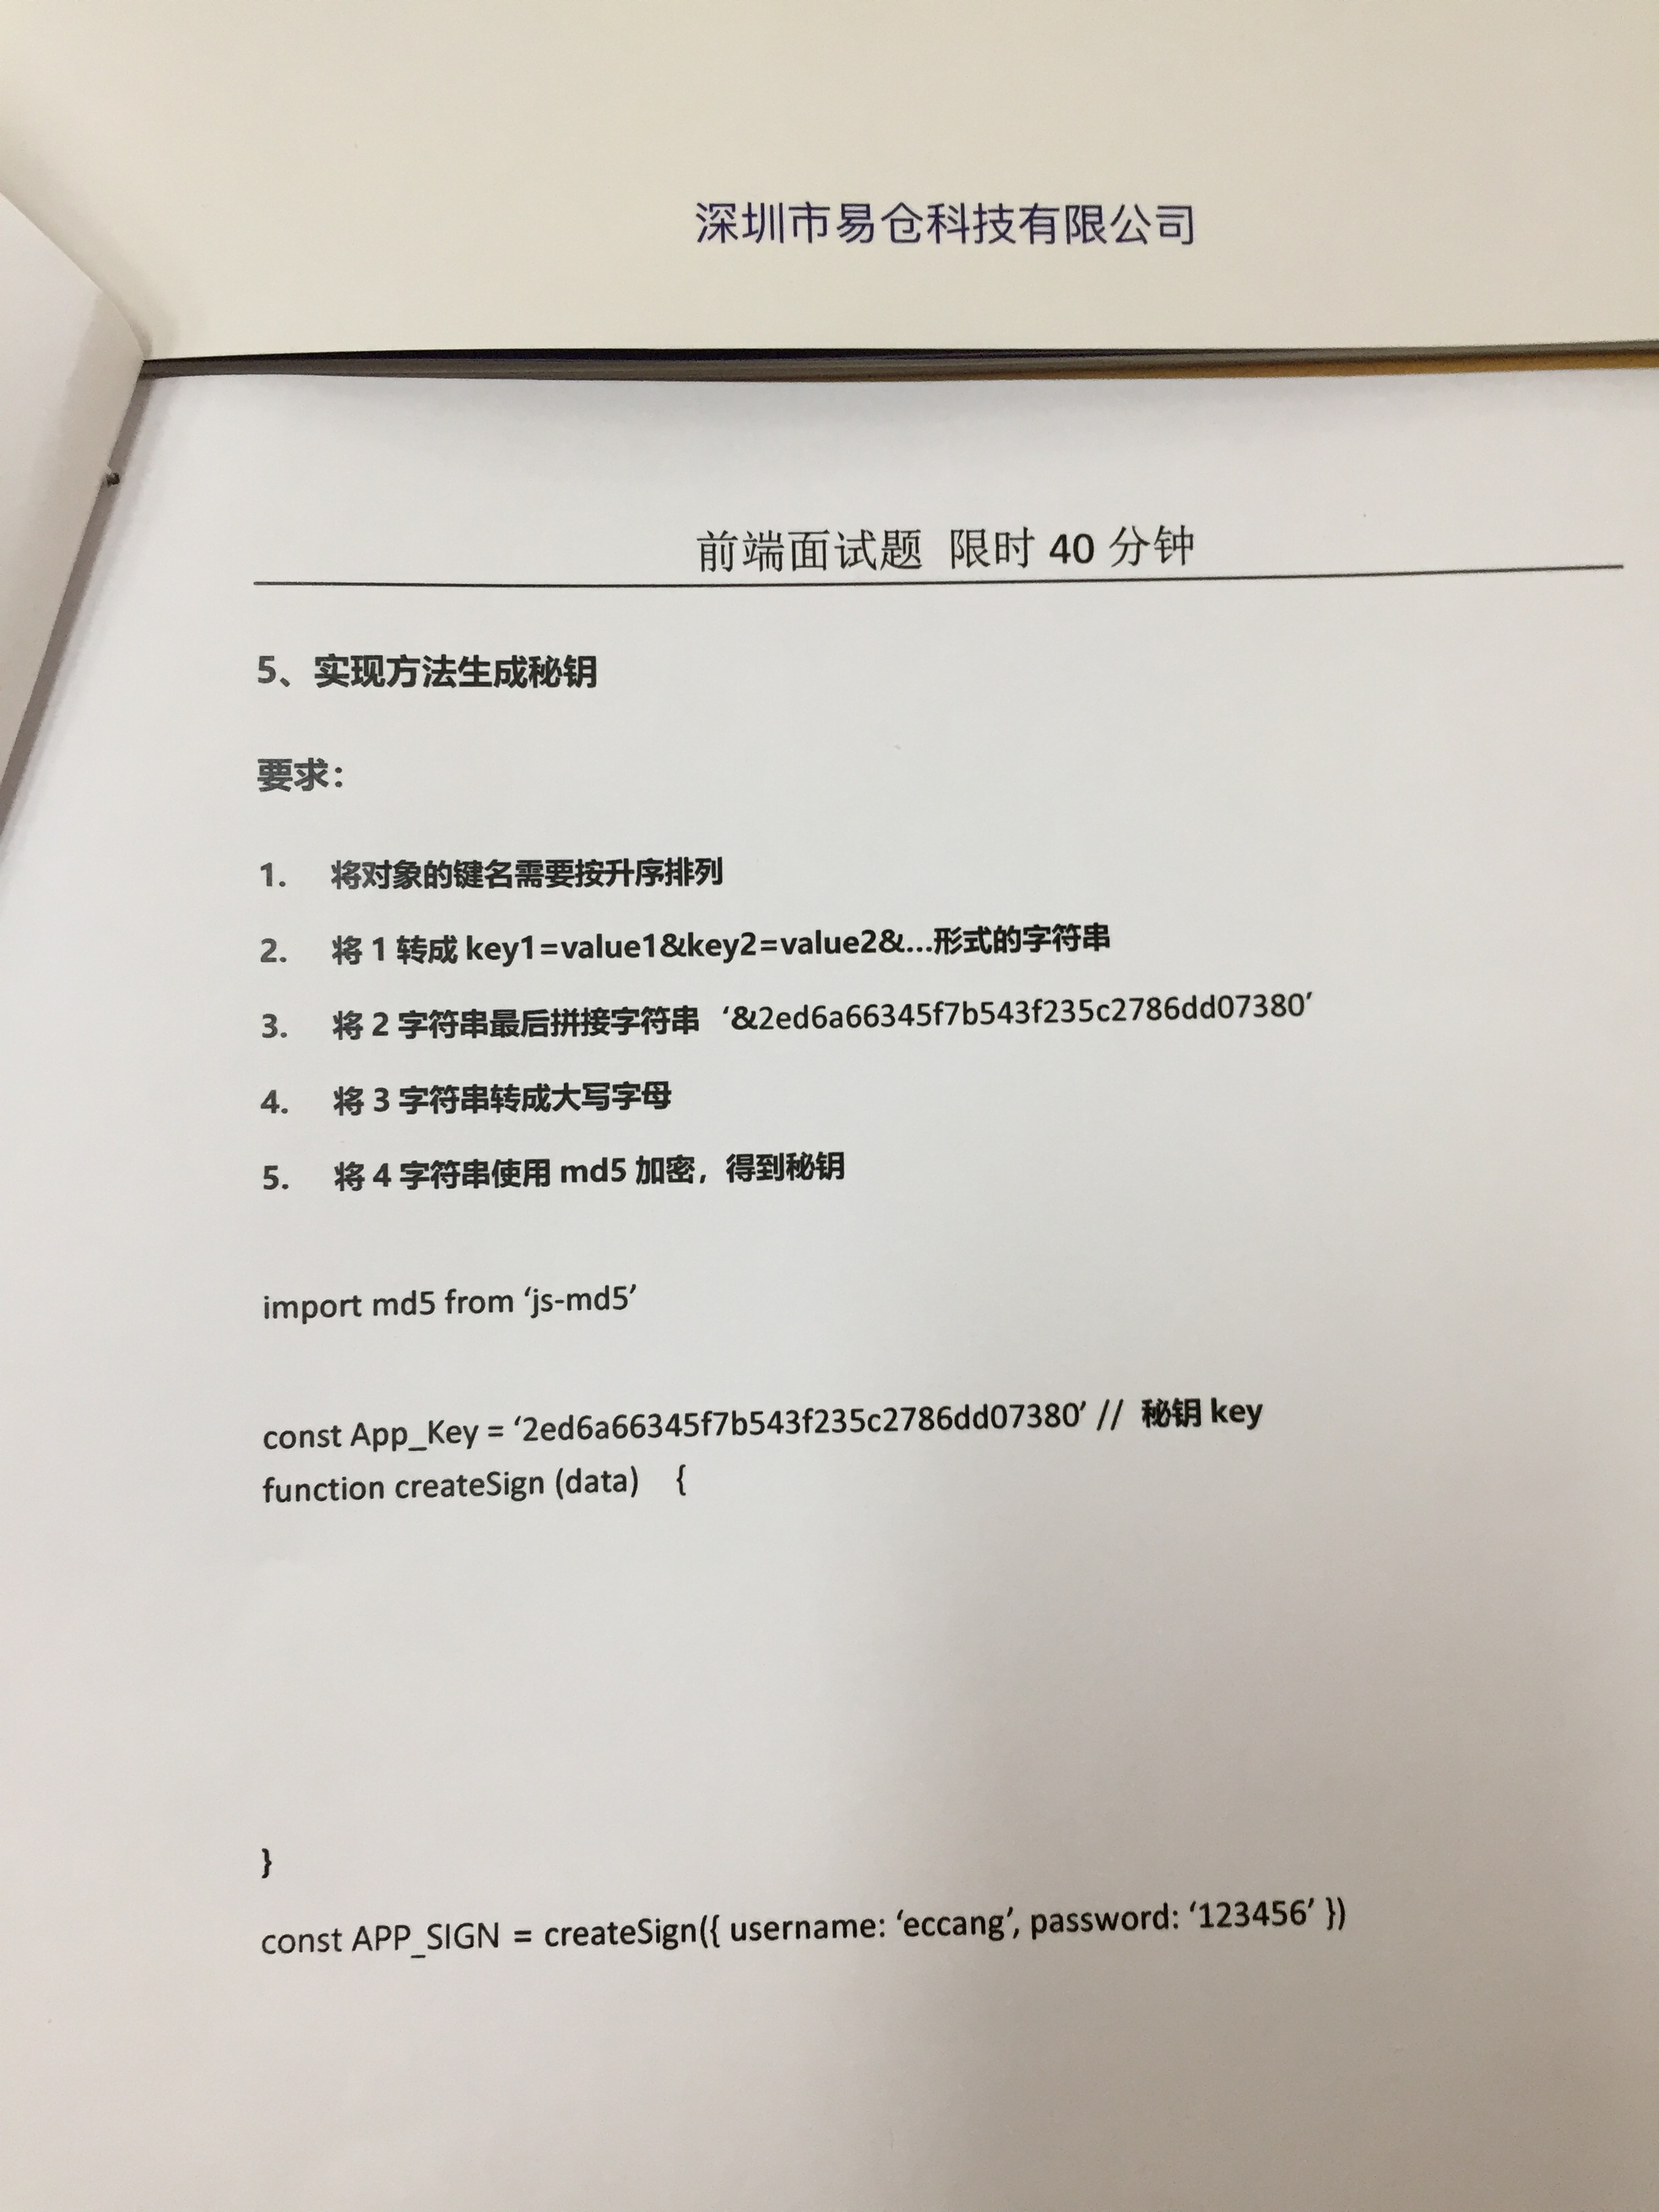 深圳市易仓科技有限公司
前端面试题 限时 40 分钟
5、实现方法生成秘钥
要求：
1. 将对象的键名需要按升序排列
2. 将 1 转成 key1=value1&key2=value2&...形式的字符串
3. 将 2 字符串最后拼接字符串 ‘&2ed6a66345f7b543f235c2786dd07380’
4. 将 3 字符串转成大写字母
5. 将 4 字符串使用 md5 加密，得到秘钥
import md5 from ‘js-md5’
const App_Key = ‘2ed6a66345f7b543f235c2786dd07380’ // 秘钥 key
function createSign (data) {
}
const APP_SIGN = createSign({ username: ‘eccang’, password: ‘123456’ })